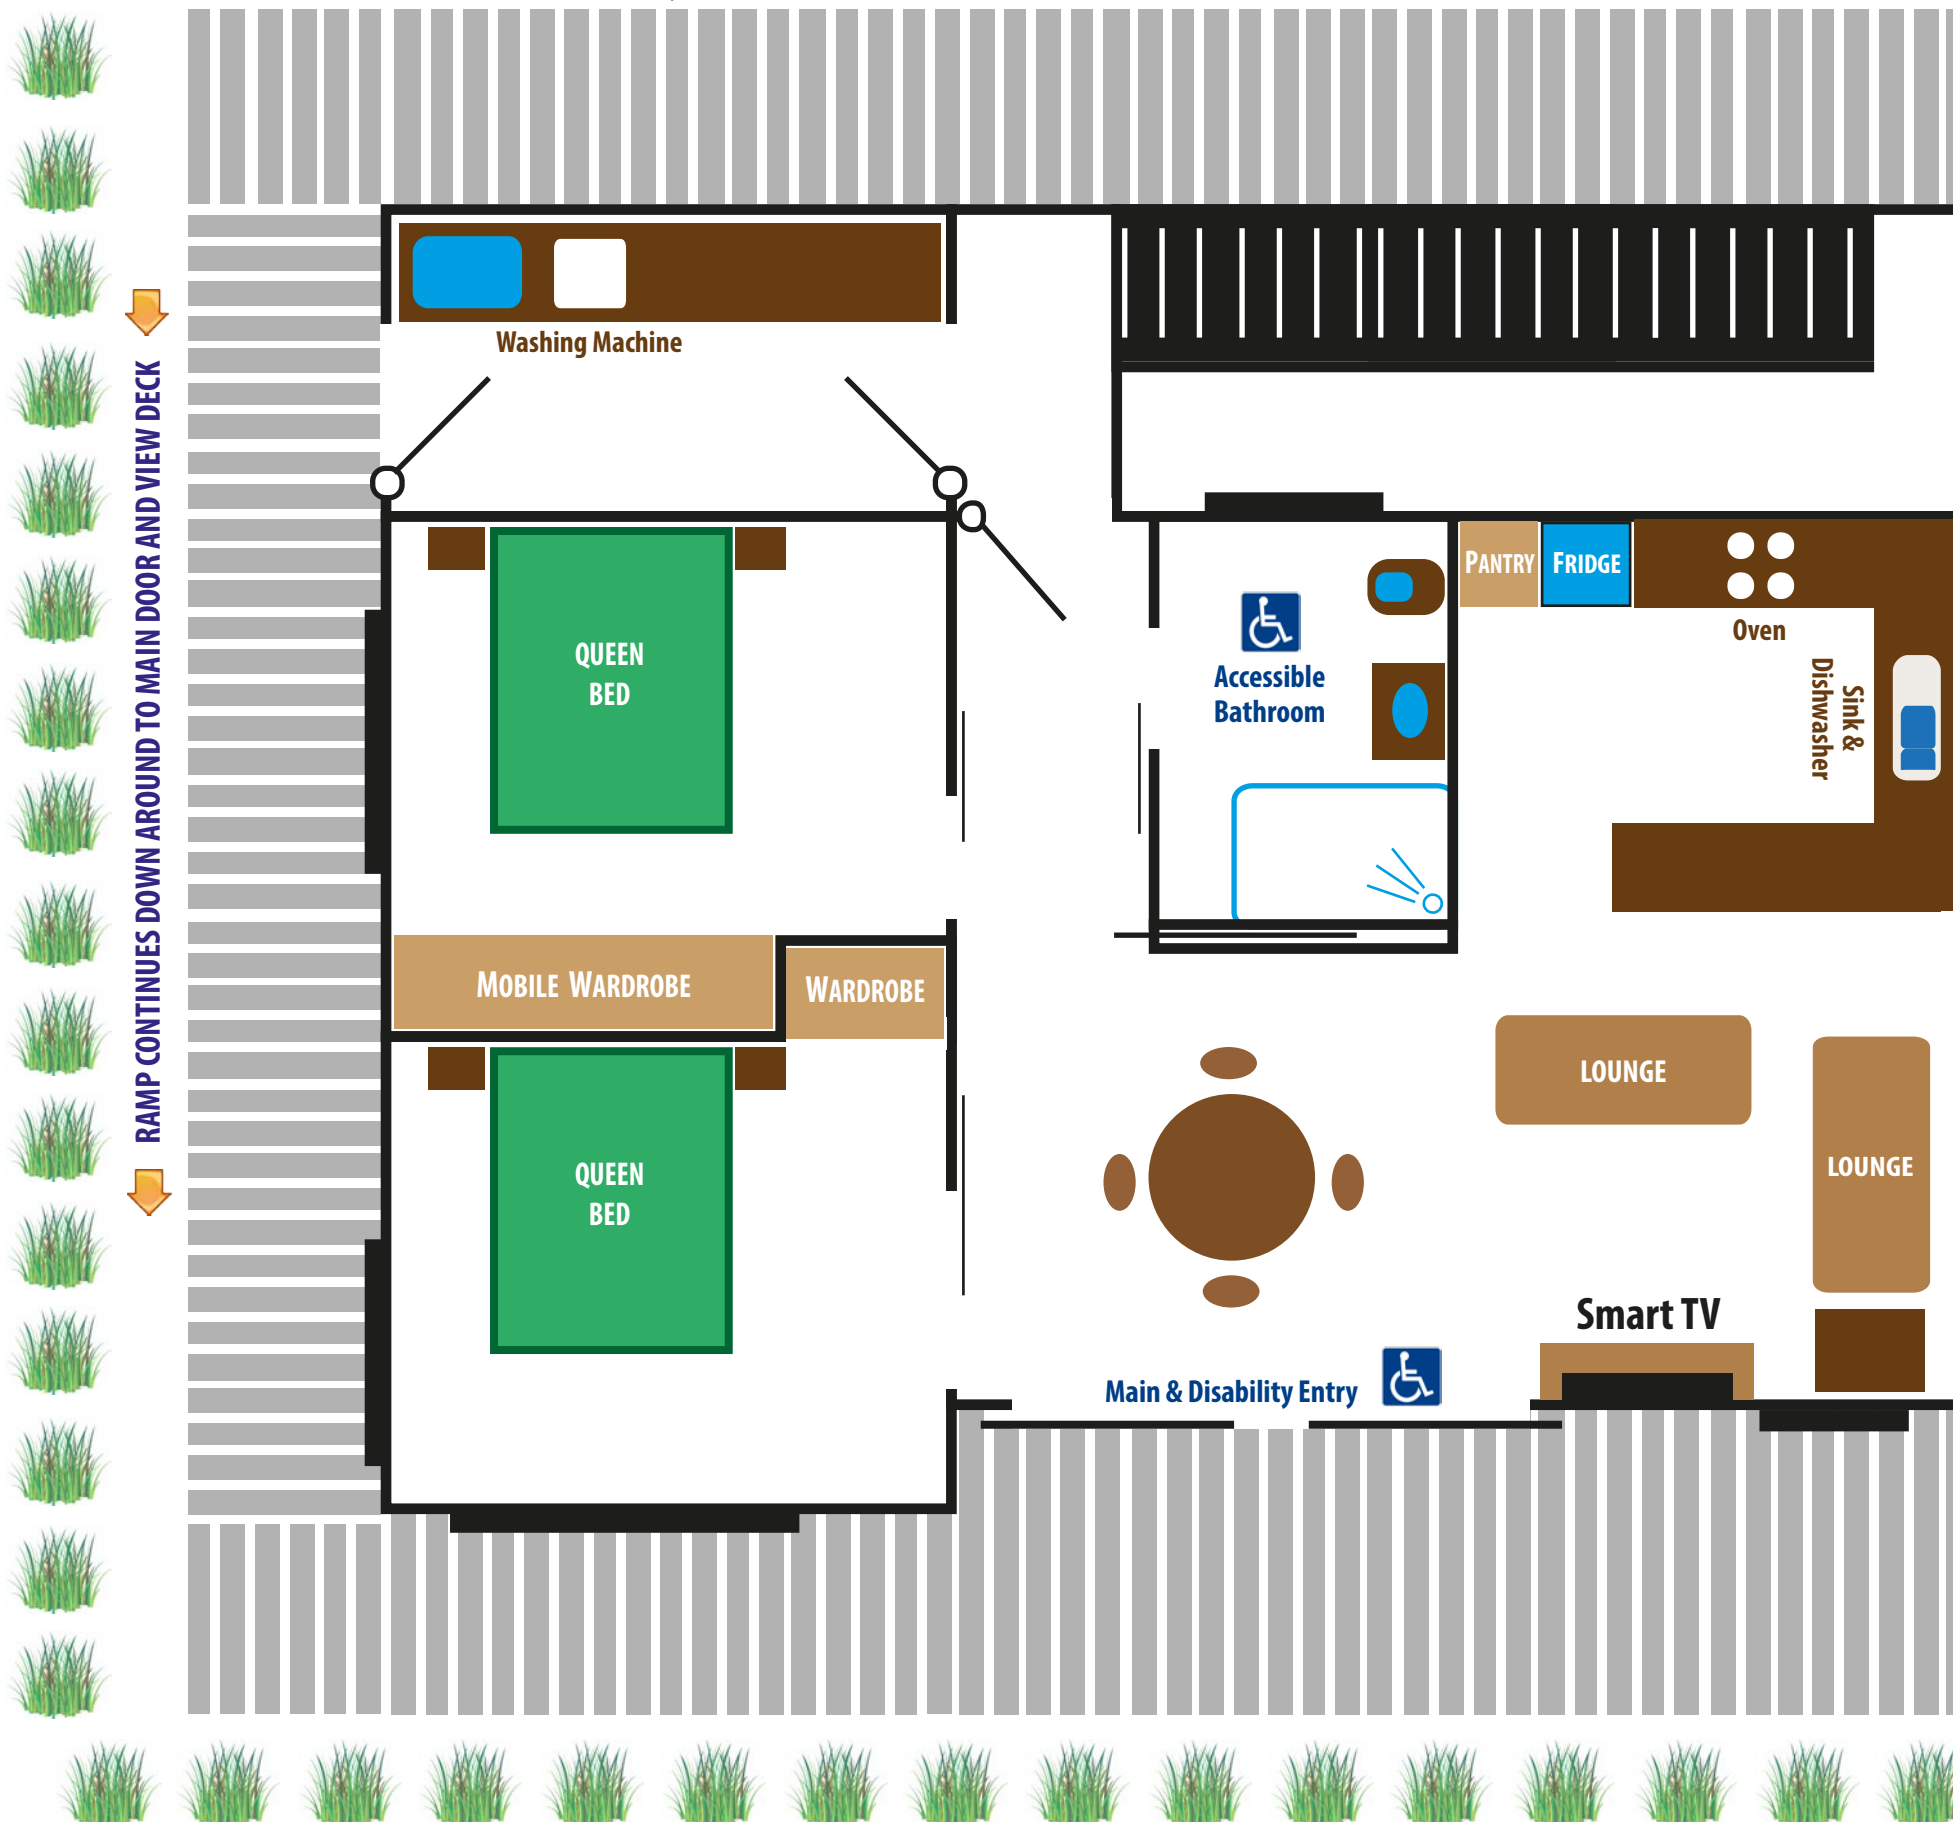 Washing Machine
RAMP CONTINUES DOWN AROUND TO MAIN DOOR AND VIEW DECK
QUEEN
BED
Accessible
Bathroom
PANTRY
FRIDGE
Oven
Sink &
Dishwasher
MOBILE WARDROBE
WARDROBE
QUEEN
BED
LOUNGE
LOUNGE
Smart TV
Main & Disability Entry